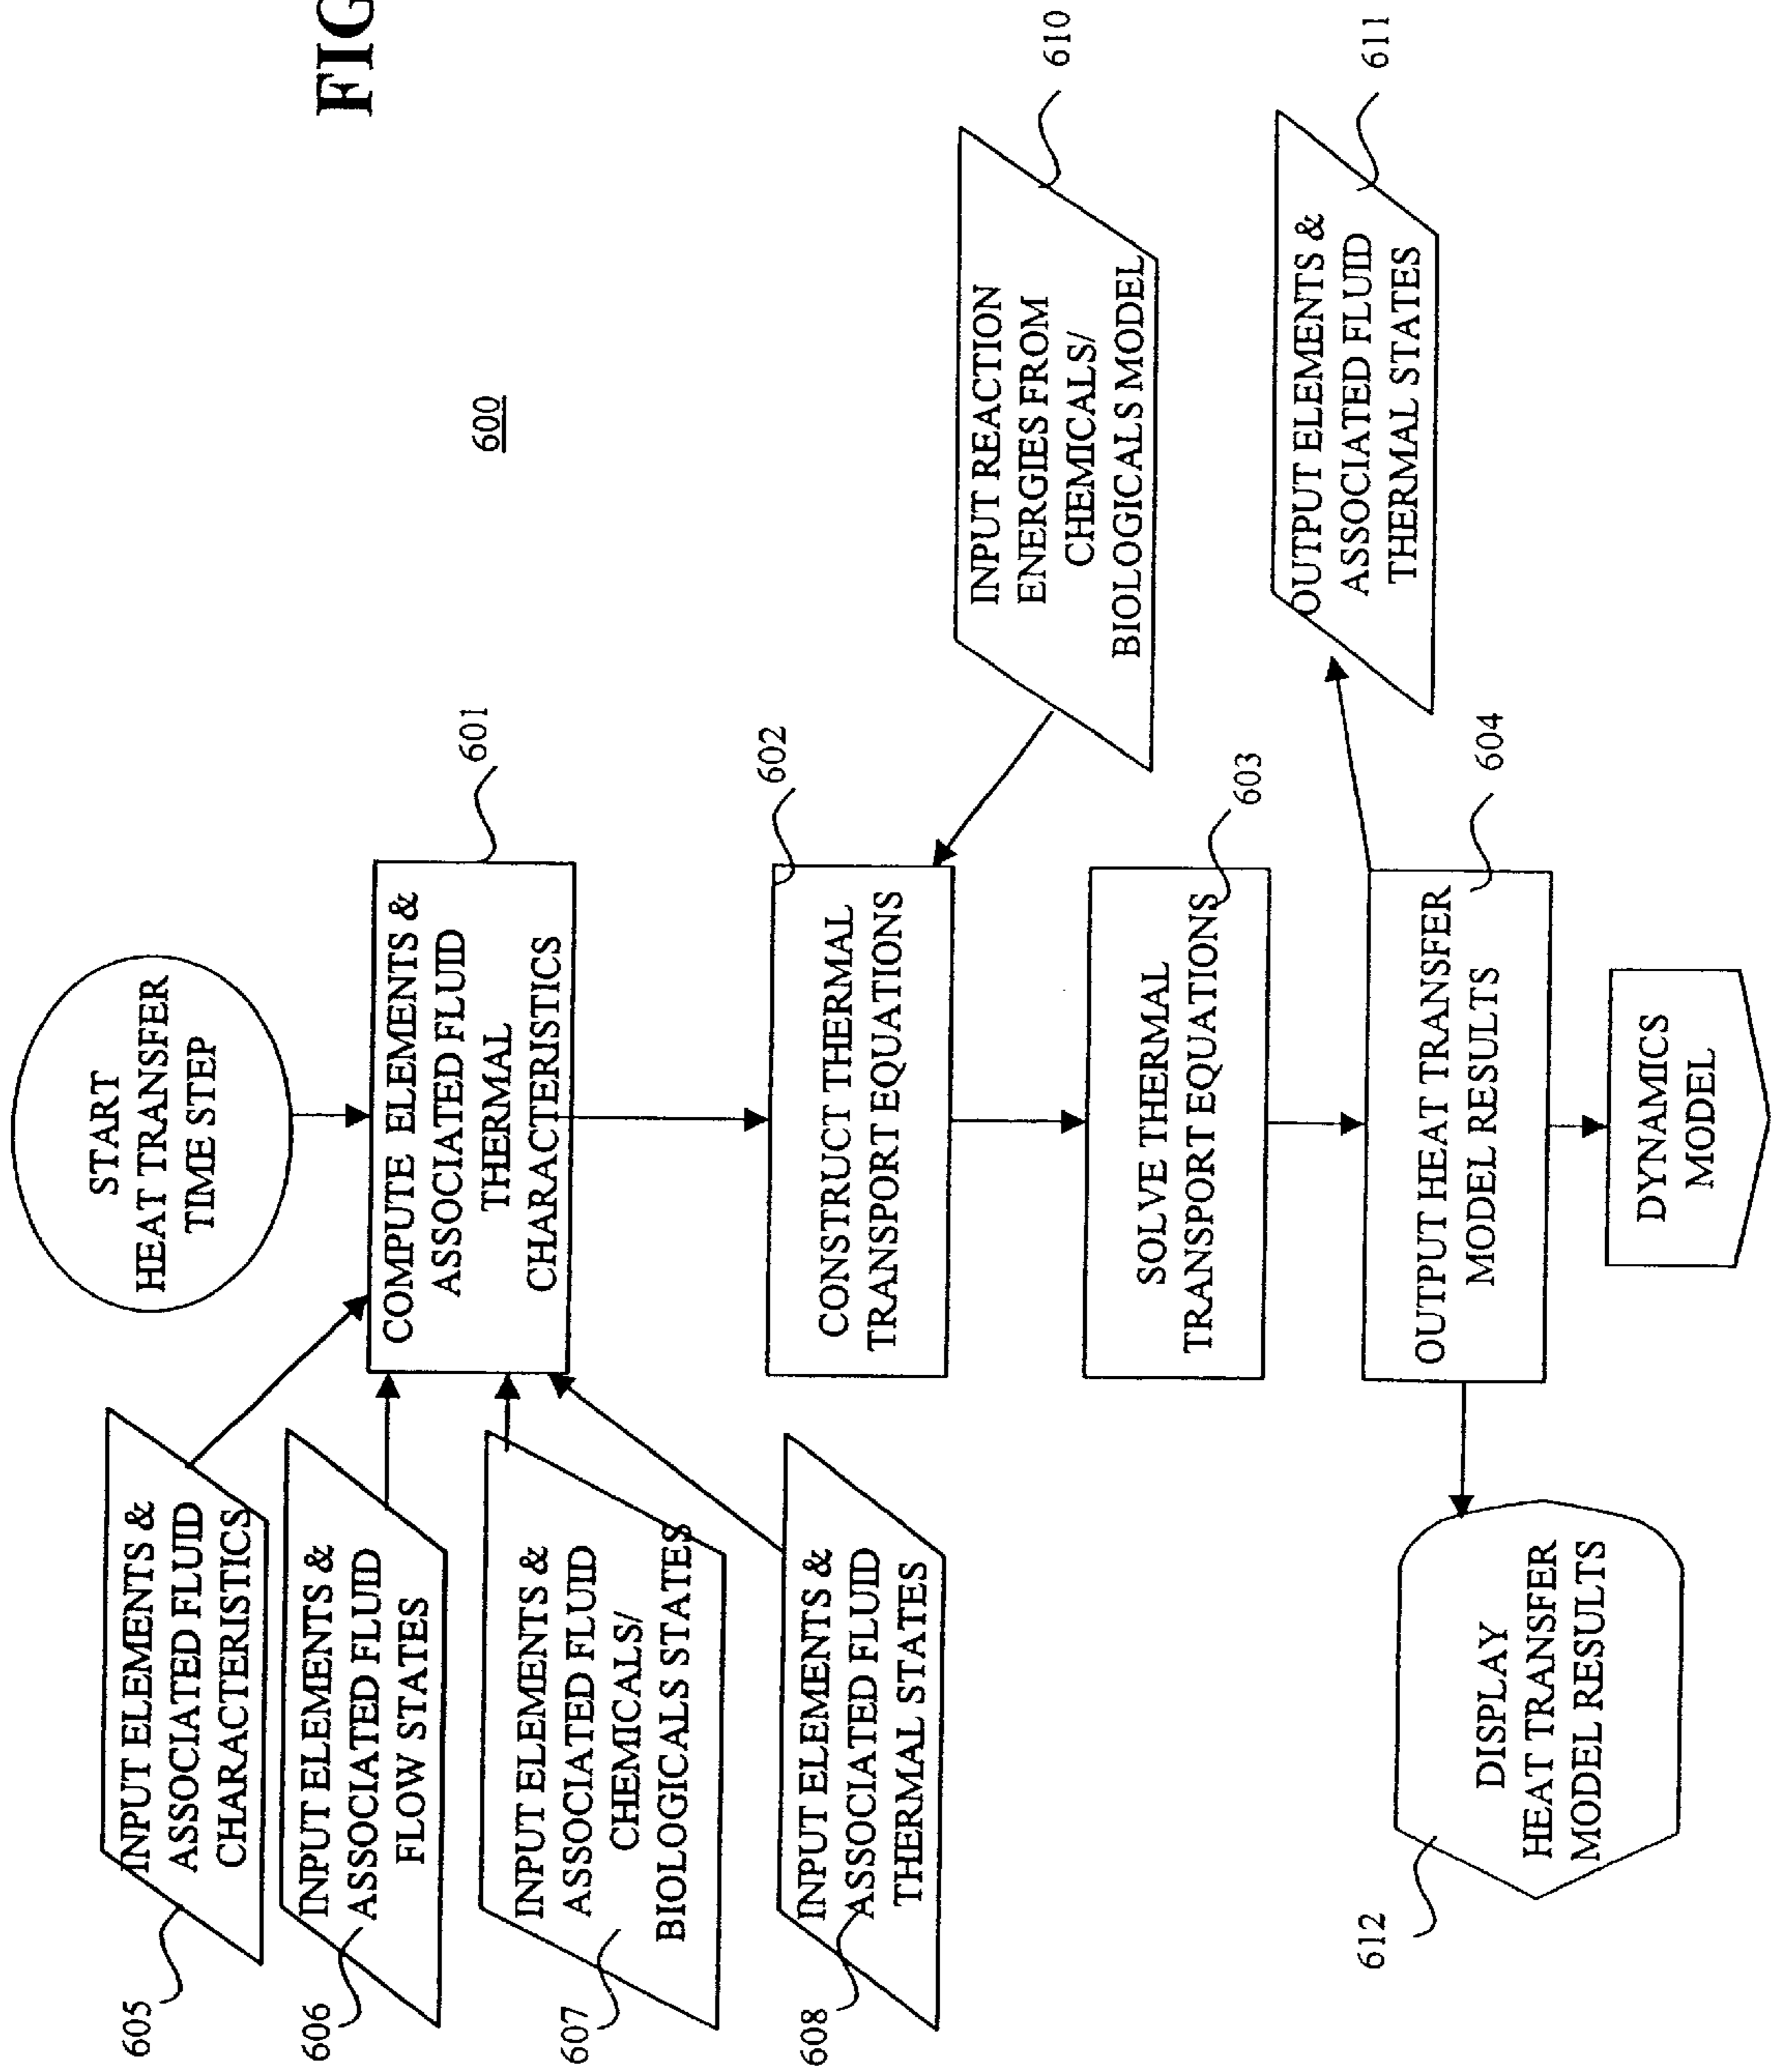 FIG
600
START
HEAT TRANSFER
TIME STEP
605
INPUT ELEMENTS &
ASSOCIATED FLUID
CHARACTERISTICS
606
INPUT ELEMENTS &
ASSOCIATED FLUID
FLOW STATES
607
INPUT ELEMENTS &
ASSOCIATED FLUID
CHEMICALS/
BIOLOGICALS STATES
608
INPUT ELEMENTS &
ASSOCIATED FLUID
THERMAL STATES
601
COMPUTE ELEMENTS &
ASSOCIATED FLUID
THERMAL
CHARACTERISTICS
602
CONSTRUCT THERMAL
TRANSPORT EQUATIONS
610
INPUT REACTION
ENERGIES FROM
CHEMICALS/
BIOLOGICALS MODEL
603
SOLVE THERMAL
TRANSPORT EQUATIONS
604
OUTPUT HEAT TRANSFER
MODEL RESULTS
611
OUTPUT ELEMENTS &
ASSOCIATED FLUID
THERMAL STATES
612
DISPLAY
HEAT TRANSFER
MODEL RESULTS
DYNAMICS
MODEL